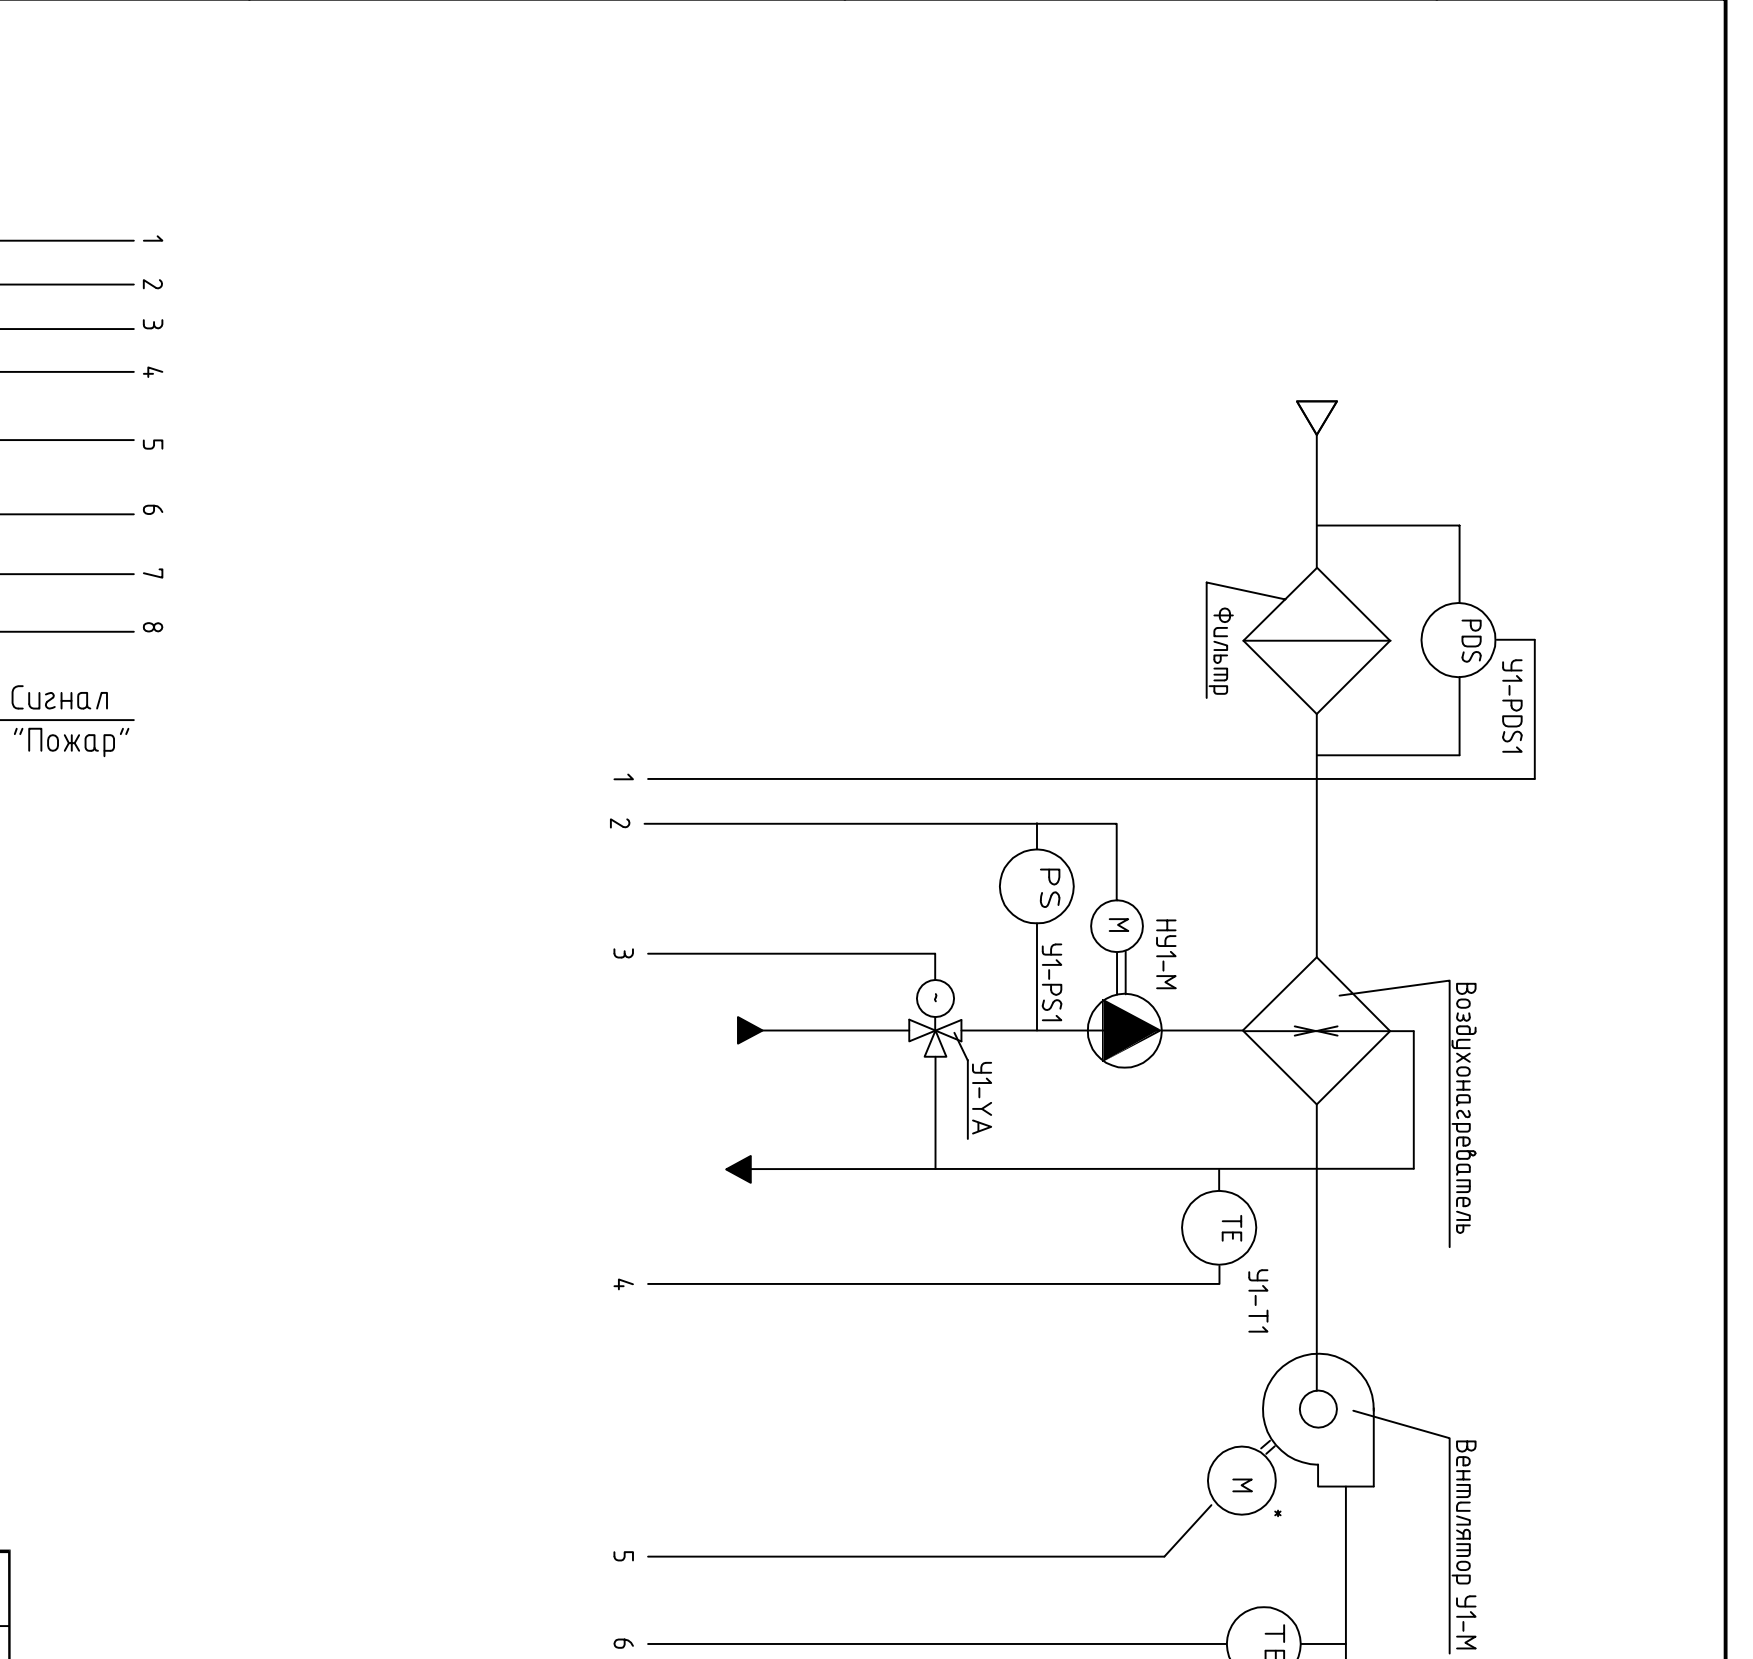 1
2
3
4
5
6
7
8
Сигнал
"Пожар"
Фильтр
PDS
У1-PDS1
1
2
3
4
5
6
PS
У1-PS1
M
НУ1-М
~
У1-YA
Воздухонагреватель
TE
У1-Т1
M
*
Вентилятор У1-М
TE